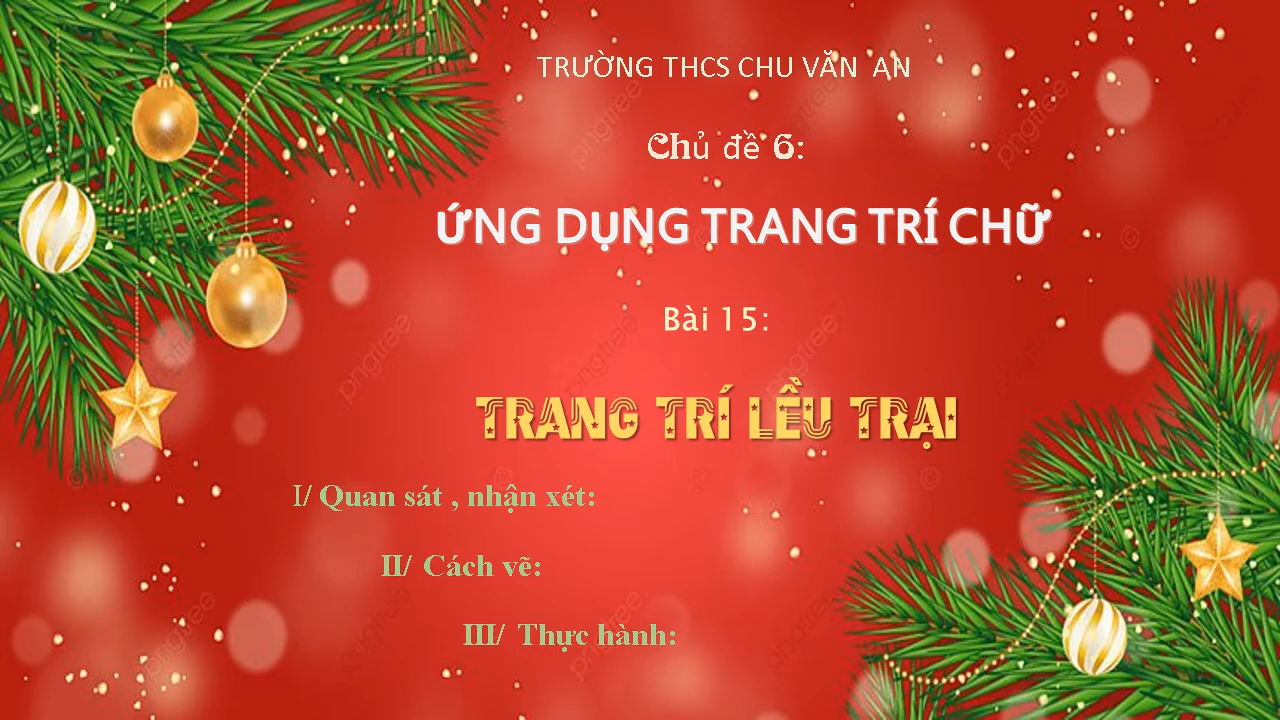 TRƯỜNG THCS CHU VĂN AN
Chủ đề 6:
ỨNG DỤNG TRANG TRÍ CHỮ
Bài 15:
TRANG TRÍ LỀU TRẠI
I/ Quan sát , nhận xét:
II/ Cách vẽ:
III/ Thực hành:
pngtree